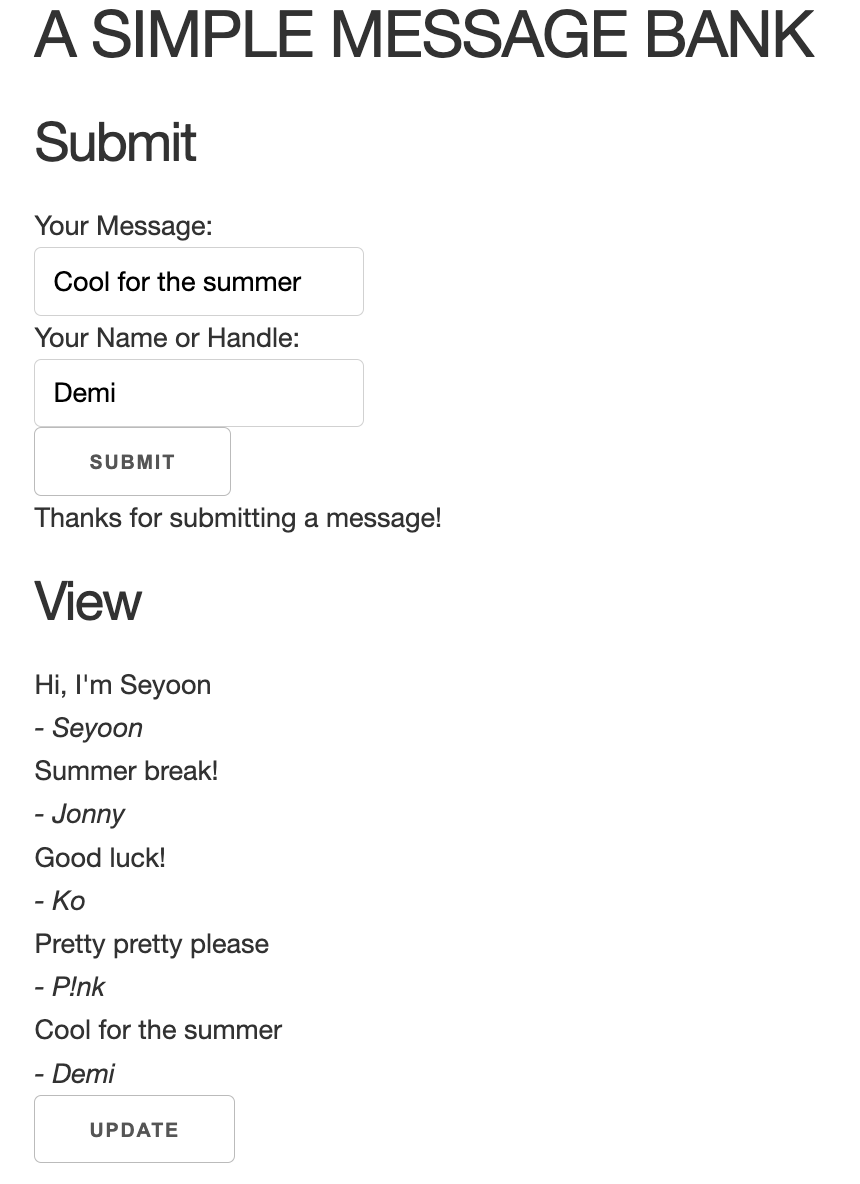 A SIMPLE MESSAGE BANK
Submit
Your Message:
Cool for the summer
Your Name or Handle:
Demi
SUBMIT
Thanks for submitting a message!
View
Hi, I'm Seyoon
- Seyoon
Summer break!
- Jonny
Good luck!
- Ko
Pretty pretty please
- P!nk
Cool for the summer
- Demi
UPDATE